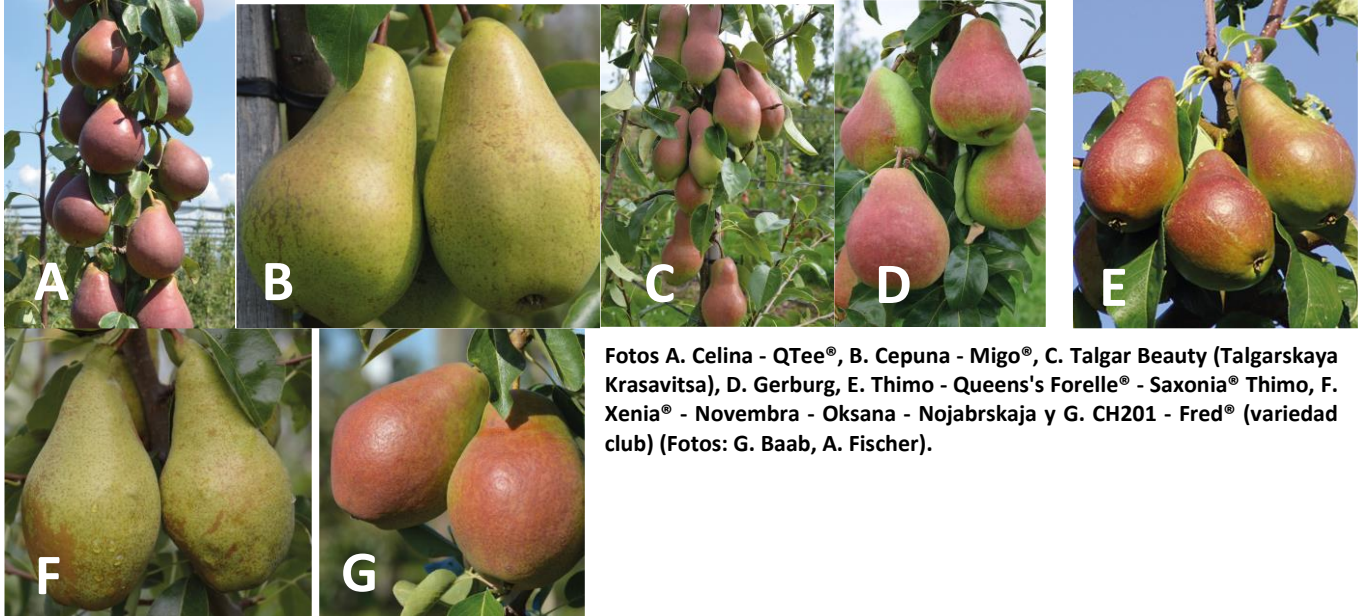 A
B
C
D
E
Fotos A. Celina - QTee®, B. Cepuna - Migo®, C. Talgar Beauty (Talgarskaya
Krasavitsa), D. Gerburg, E. Thimo - Queens's Forelle® - Saxonia® Thimo, F.
Xenia® - Novembra - Oksana - Nojabrskaja y G. CH201 - Fred® (variedad
club) (Fotos: G. Baab, A. Fischer).
F
G